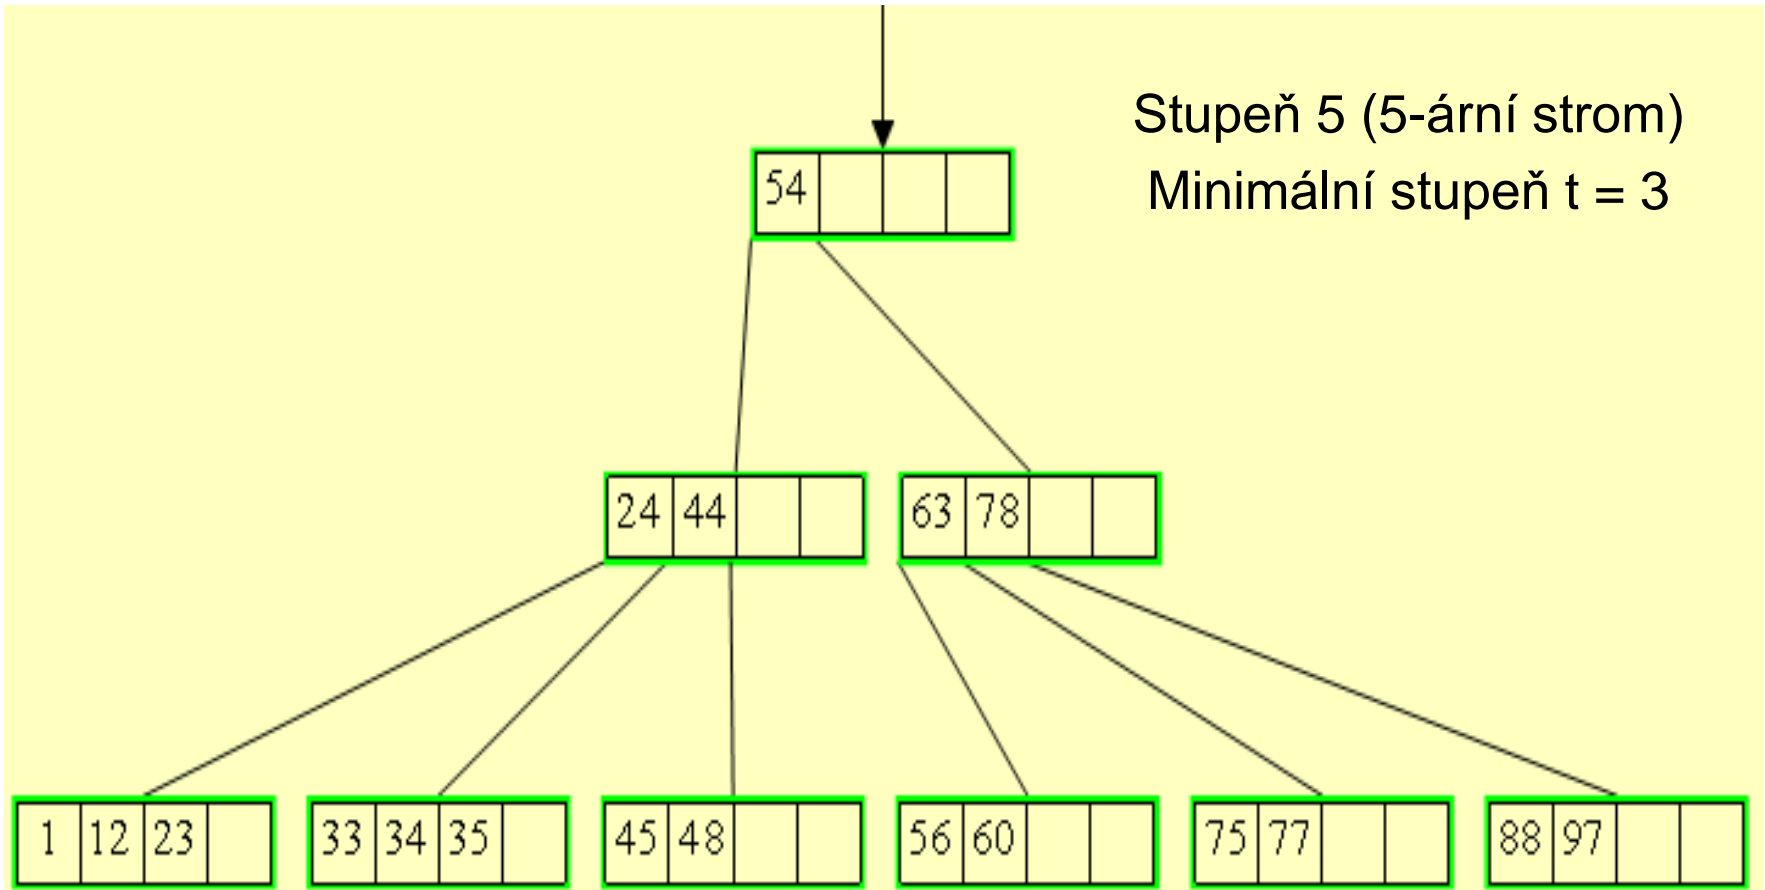 Stupeň 5 (5-ární strom)
Minimální stupeň t = 3
54
24 44
63 78
1 12 23
33 34 35
45 48
56 60
75 77
88 97